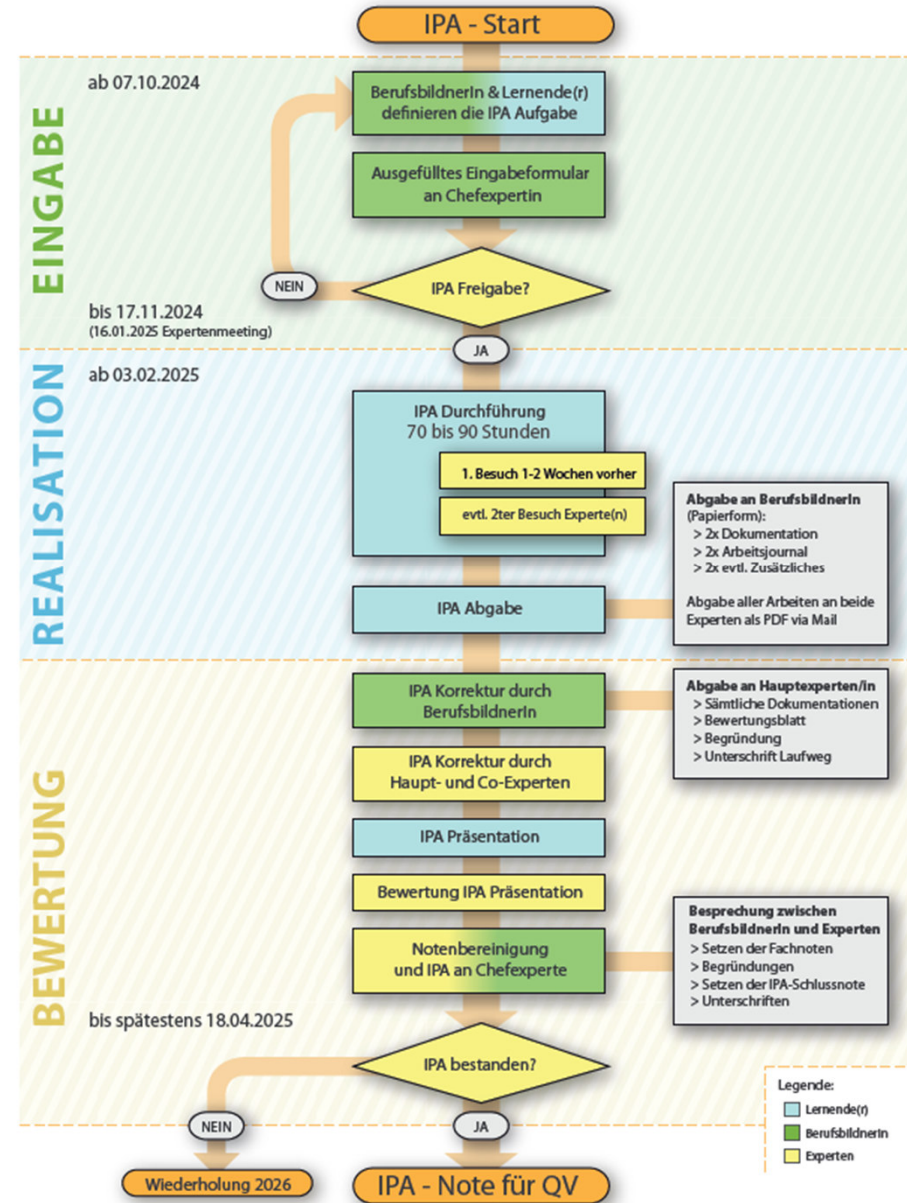 IPA - Start
EINGABE
ab 07.10.2024
BerufsbildnerIn & Lernende(r)
definieren die IPA Aufgabe
Ausgefülltes Eingabeformular
an Chefexpertin
IPA Freigabe?
NEIN
bis 17.11.2024
(16.01.2025 Expertenmeeting)
JA
REALISATION
ab 03.02.2025
IPA Durchführung
70 bis 90 Stunden
1. Besuch 1-2 Wochen vorher
evtl. 2ter Besuch Experte(n)
IPA Abgabe
Abgabe an BerufsbildnerIn
(Papierform):
> 2x Dokumentation
> 2x Arbeitsjournal
> 2x evtl. Zusätzliches
Abgabe aller Arbeiten an beide
Experten als PDF via Mail
BEWERTUNG
IPA Korrektur durch
BerufsbildnerIn
Abgabe an Hauptexperten/in
> Sämtliche Dokumentationen
> Bewertungsblatt
> Begründung
> Unterschrift Laufweg
IPA Korrektur durch
Haupt- und Co-Experten
IPA Präsentation
Bewertung IPA Präsentation
Notenbereinigung
und IPA an Chefexperte
Besprechung zwischen
BerufsbildnerIn und Experten
> Setzen der Fachnoten
> Begründungen
> Setzen der IPA-Schlussnote
> Unterschriften
bis spätestens 18.04.2025
IPA bestanden?
NEIN
JA
Wiederholung 2026
IPA - Note für QV
Legende:
Lernende(r)
BerufsbildnerIn
Experten